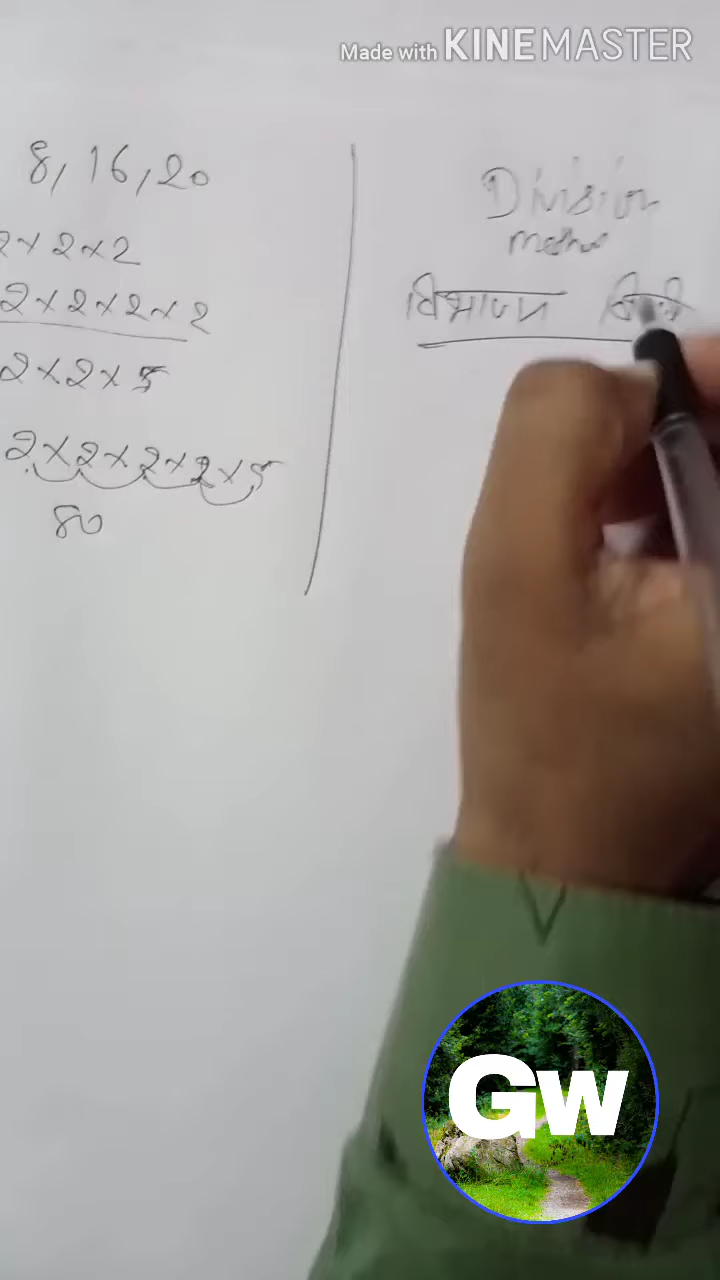 Made with KINEMASTER
8, 16, 20
2×2×2
2×2×2×2
2×2×5
2×2×2×2×5
80
Division
method
विभाजन विधि
GW